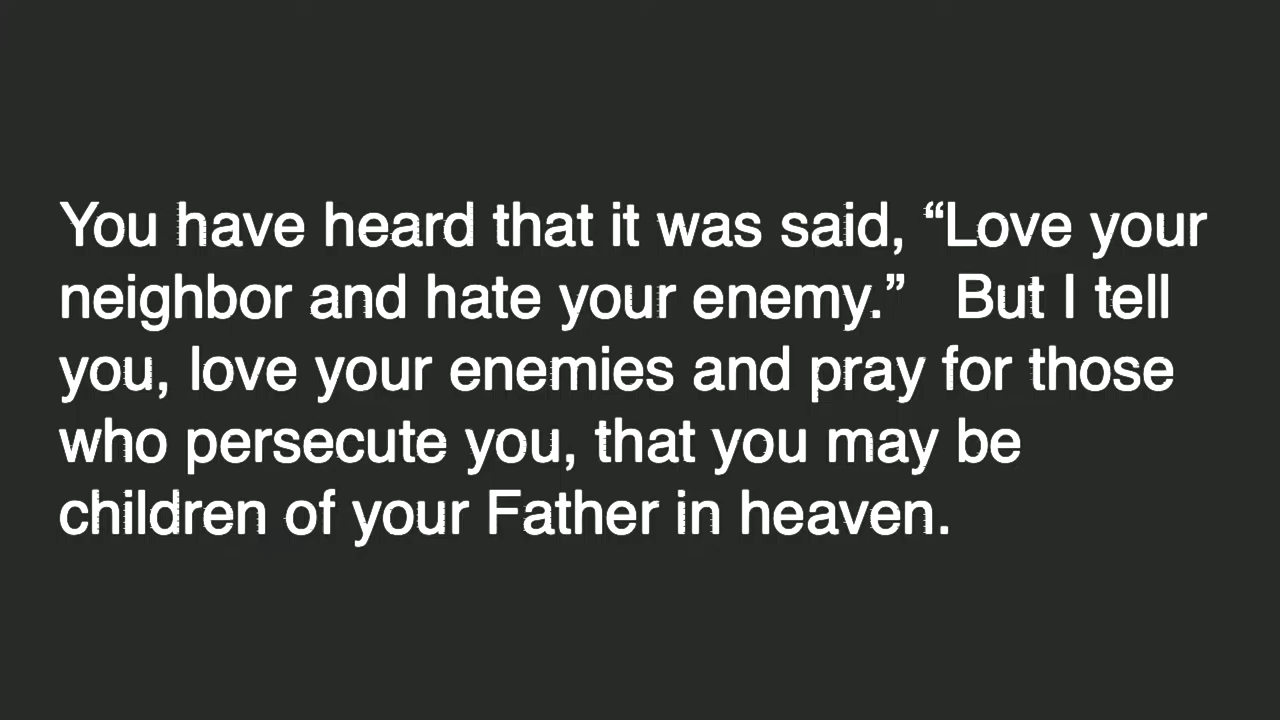 You have heard that it was said, “Love your
neighbor and hate your enemy.”   But I tell
you, love your enemies and pray for those
who persecute you, that you may be
children of your Father in heaven.